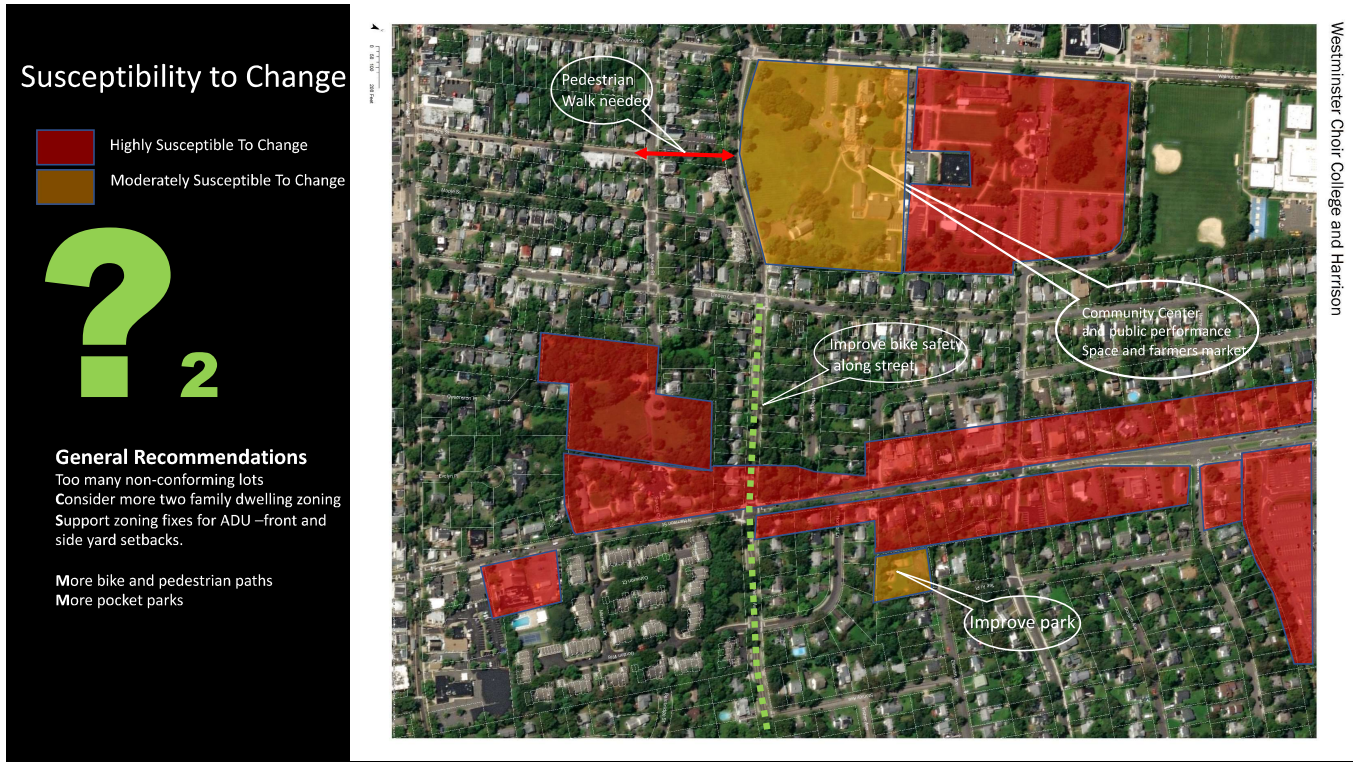 Susceptibility to Change
Highly Susceptible To Change
Moderately Susceptible To Change
?
2
General Recommendations
Too many non-conforming lots
Consider more two family dwelling zoning
Support zoning fixes for ADU –front and
side yard setbacks.
More bike and pedestrian paths
More pocket parks
Pedestrian
Walk needed
Community Center
and public performance
Space and farmers market
Improve bike safety
along street
Improve park
Westminster Choir College and Harrison